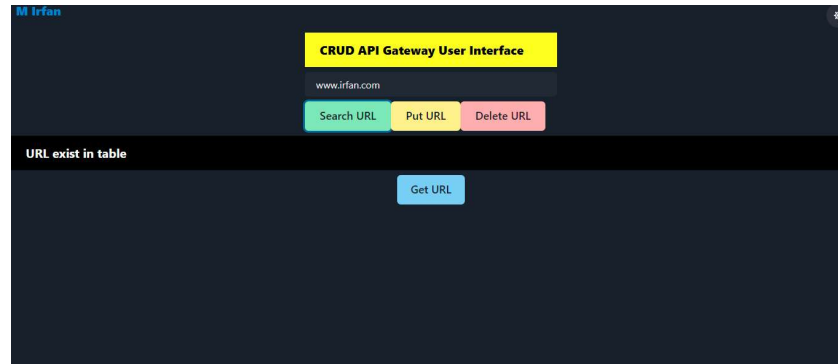 M Irfan
CRUD API Gateway User Interface
www.irfan.com
Search URL Put URL Delete URL
URL exist in table
Get URL